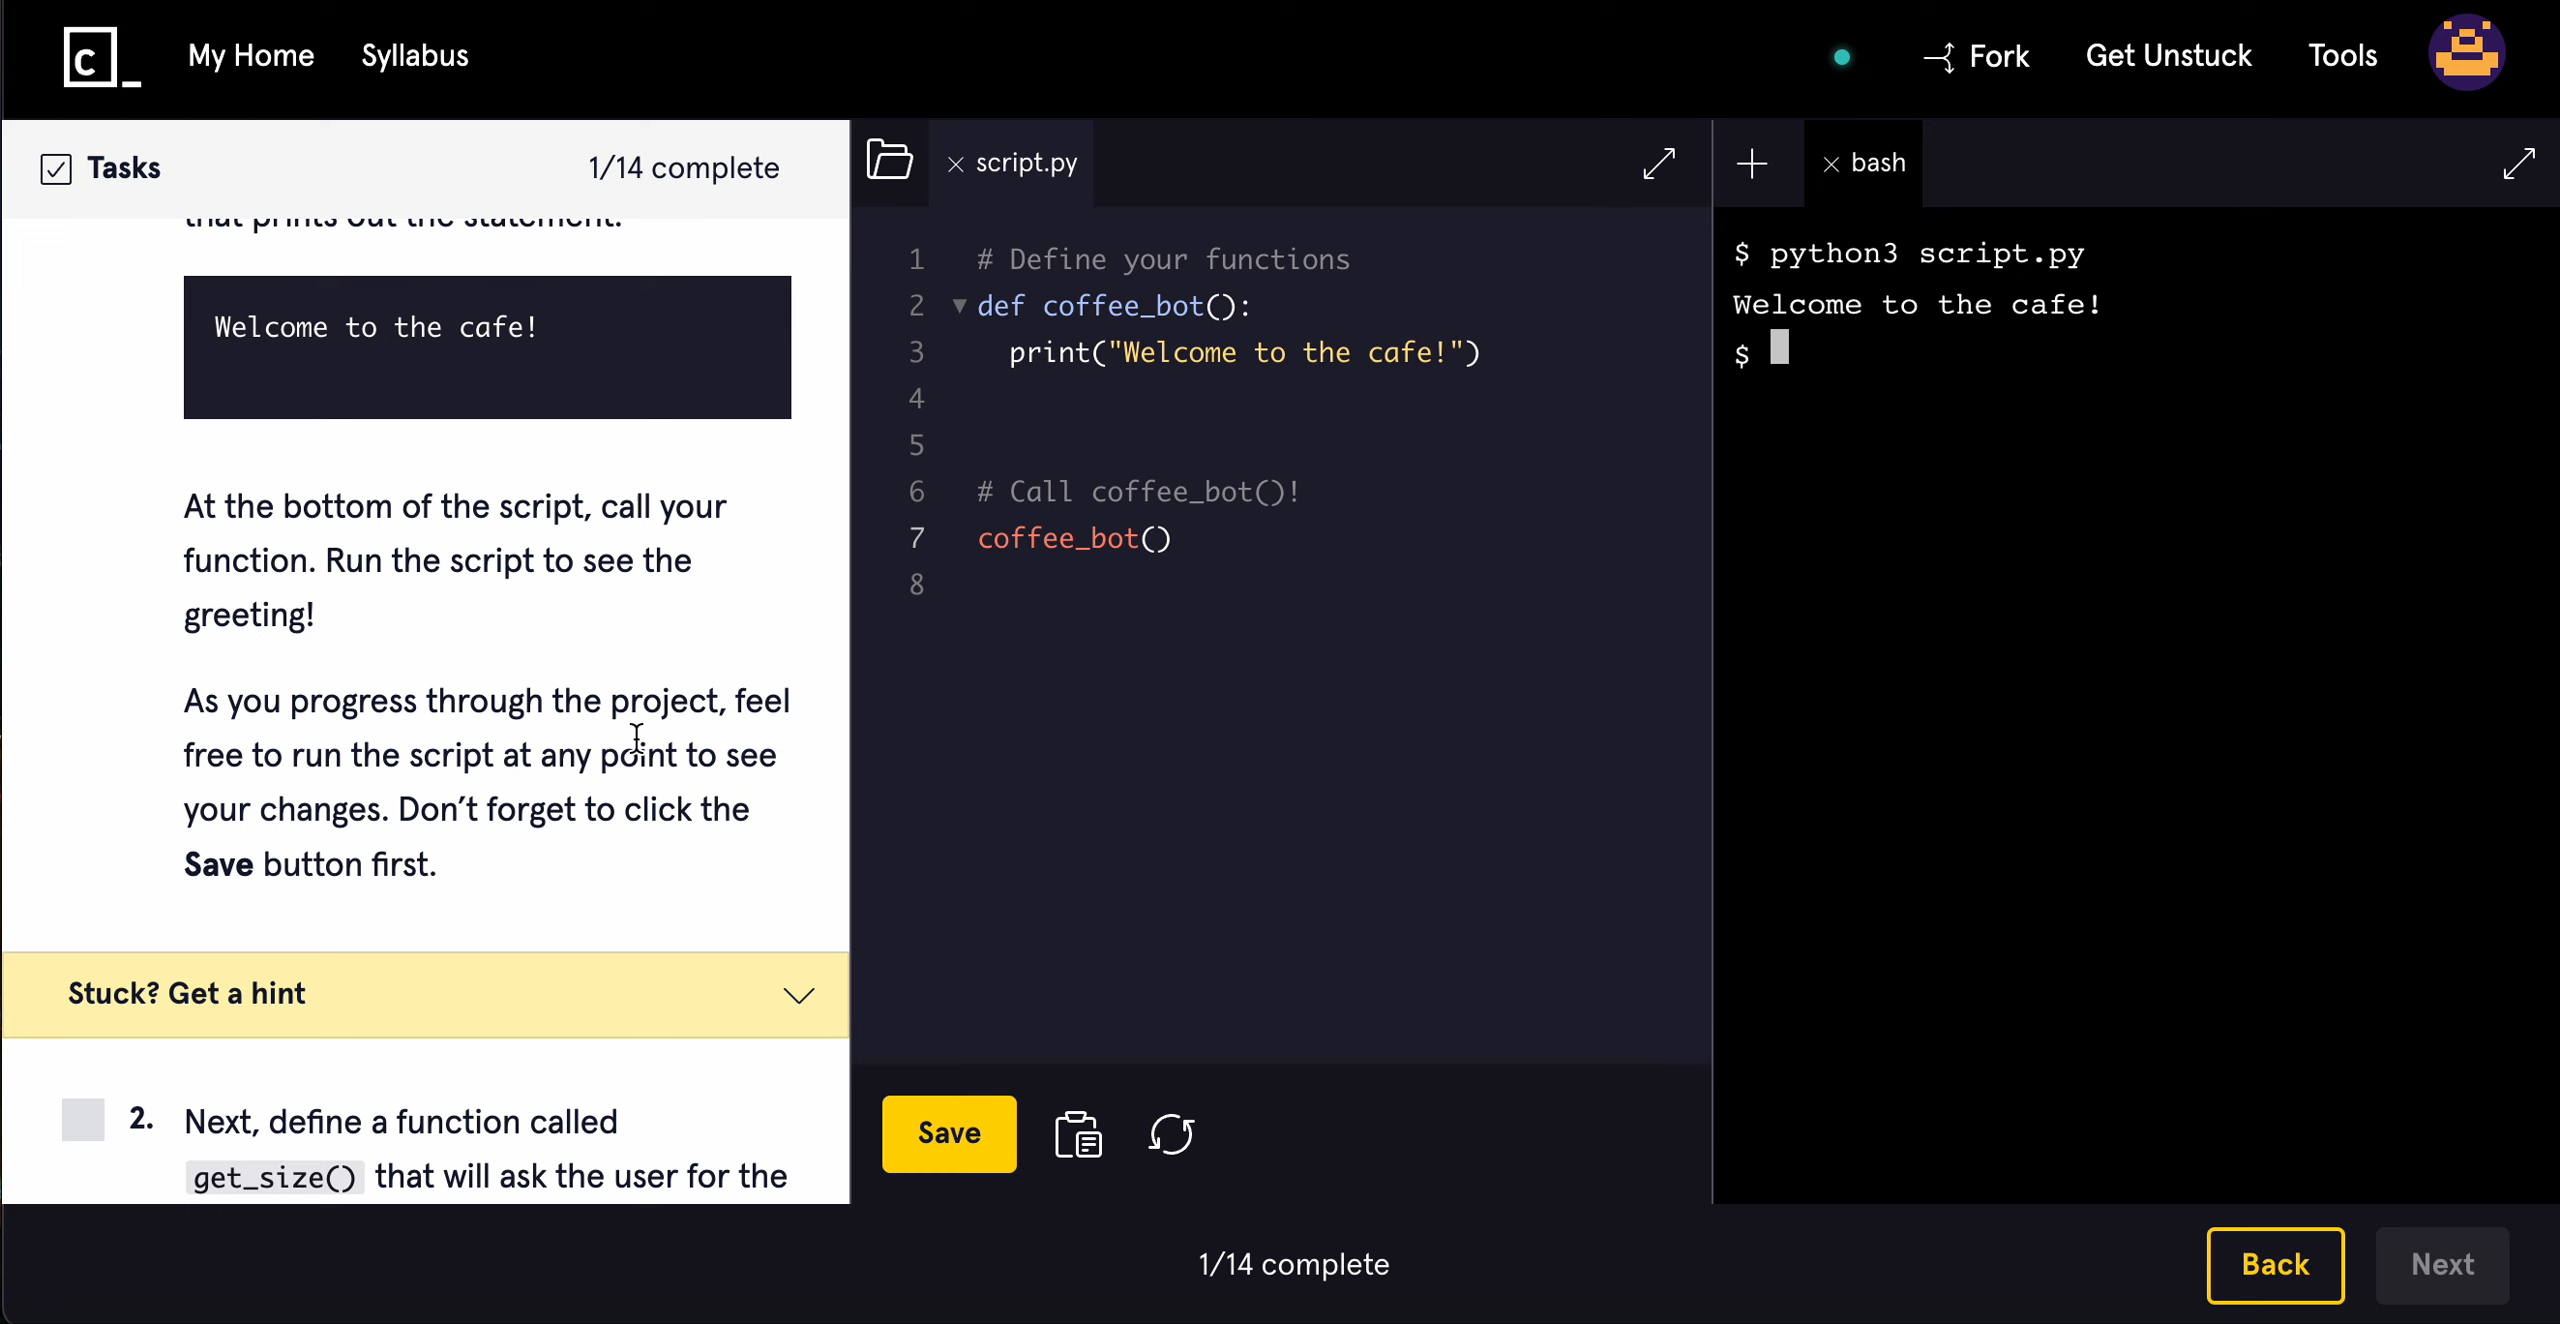 C_
My Home
Syllabus
Fork
Get Unstuck
Tools
Tasks
1/14 complete
that prints out the statement.
Welcome to the cafe!
At the bottom of the script, call your
function. Run the script to see the
greeting!
As you progress through the project, feel
free to run the script at any point to see
your changes. Don’t forget to click the
Save button first.
Stuck? Get a hint
2. Next, define a function called
get_size() that will ask the user for the
script.py
1 # Define your functions
2 def coffee_bot():
3 print("Welcome to the cafe!")
4
5
6 # Call coffee_bot()!
7 coffee_bot()
8
Save
bash
$ python3 script.py
Welcome to the cafe!
$
1/14 complete
Back
Next